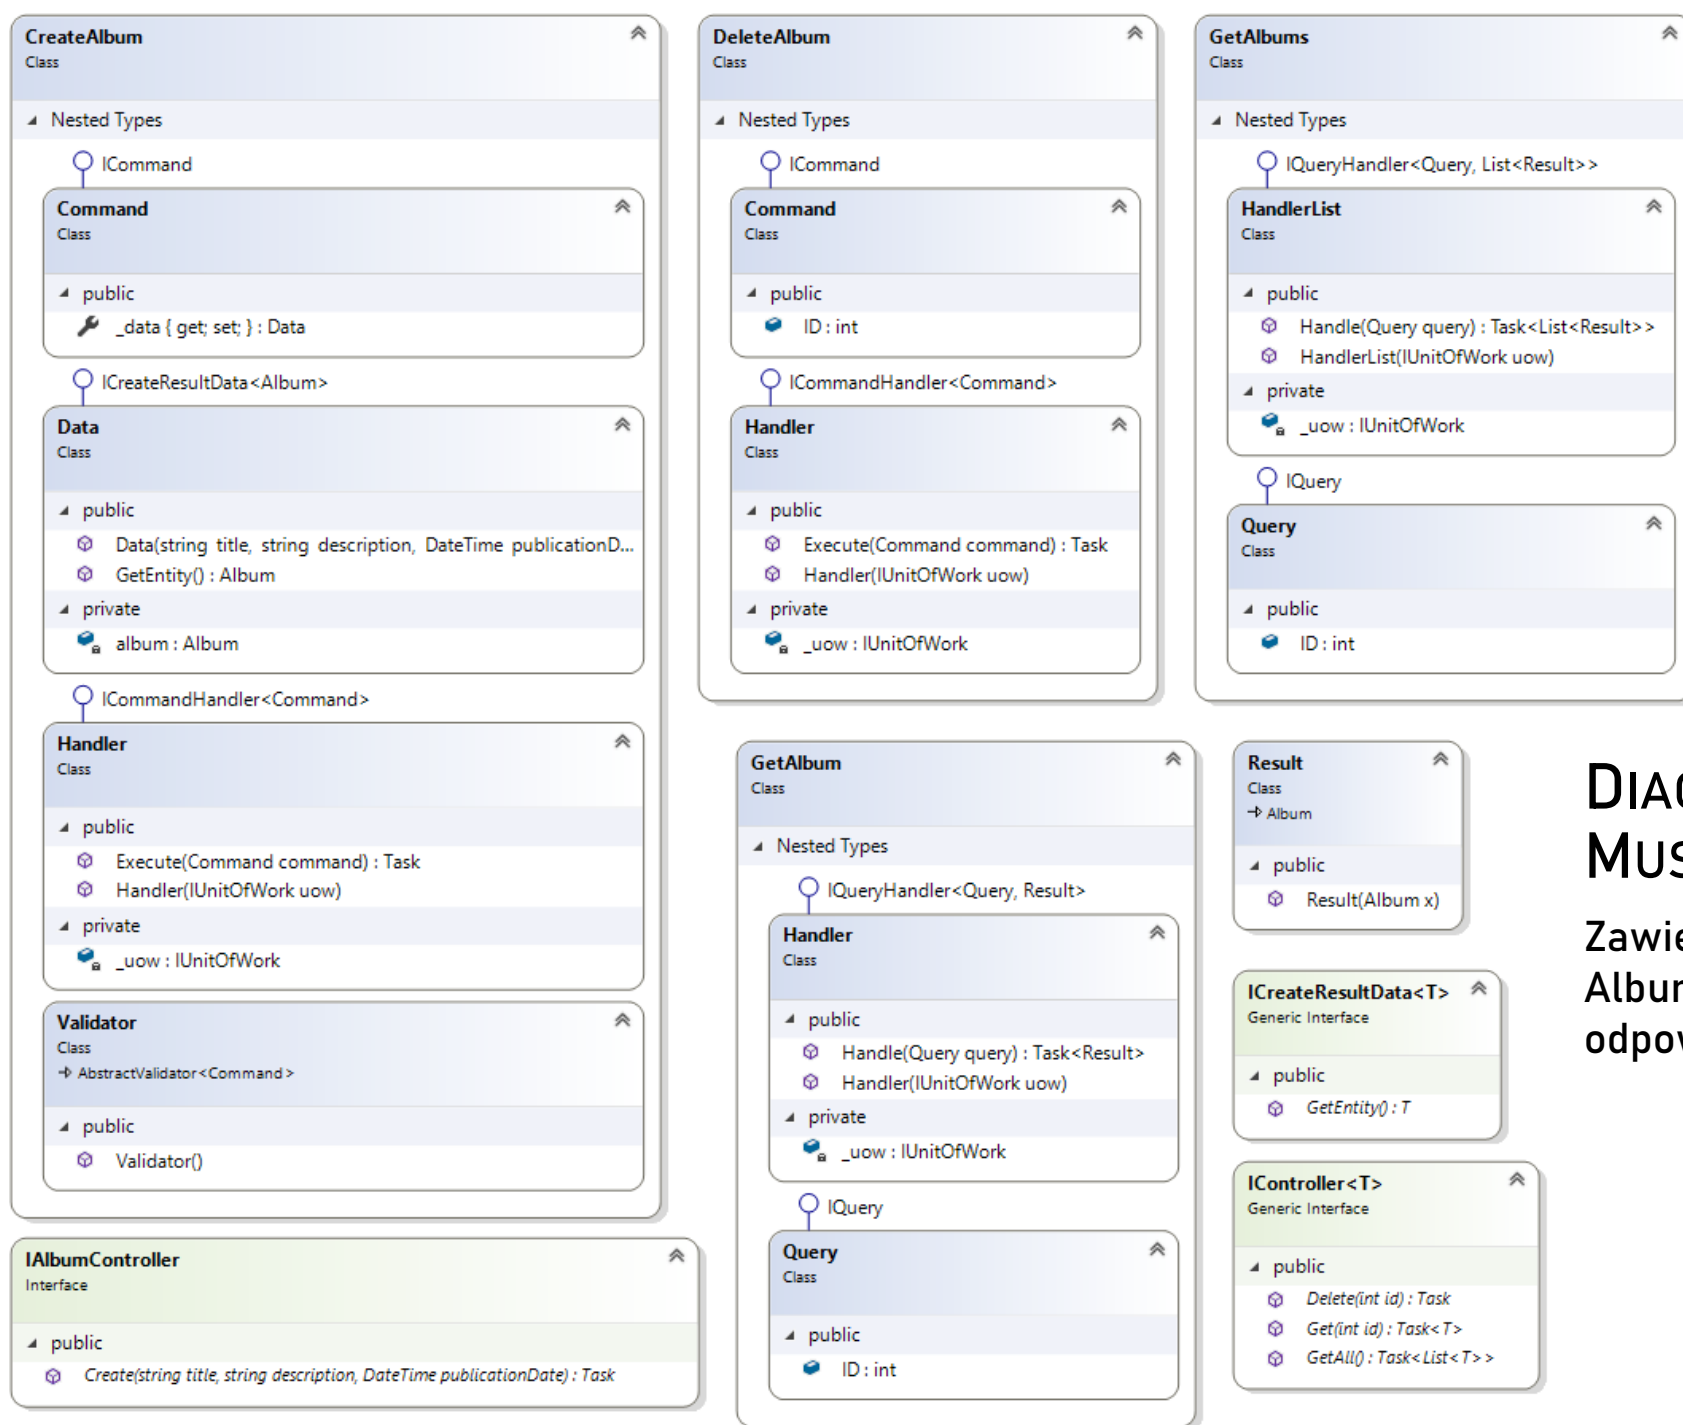 CreateAlbum
Class
Nested Types
ICommand
Command
Class
public
_data { get; set; } : Data
ICreateResultData<Album>
Data
Class
public
Data(string title, string description, DateTime publicationD...
GetEntity() : Album
private
album : Album
ICommandHandler<Command>
Handler
Class
public
Execute(Command command) : Task
Handler(IUnitOfWork uow)
private
_uow : IUnitOfWork
Validator
Class
AbstractValidator<Command>
public
Validator()
IAlbumController
Interface
public
Create(string title, string description, DateTime publicationDate) : Task
DeleteAlbum
Class
Nested Types
ICommand
Command
Class
public
ID : int
ICommandHandler<Command>
Handler
Class
public
Execute(Command command) : Task
Handler(IUnitOfWork uow)
private
_uow : IUnitOfWork
GetAlbums
Class
Nested Types
IQueryHandler<Query, List<Result>>
HandlerList
Class
public
Handle(Query query) : Task<List<Result>>
HandlerList(IUnitOfWork uow)
private
_uow : IUnitOfWork
IQuery
Query
Class
public
ID : int
GetAlbum
Class
Nested Types
IQueryHandler<Query, Result>
Handler
Class
public
Handle(Query query) : Task<Result>
Handler(IUnitOfWork uow)
private
_uow : IUnitOfWork
IQuery
Query
Class
public
ID : int
Result
Class
Album
public
Result(Album x)
ICreateResultData<T>
Generic Interface
public
GetEntity() : T
IController<T>
Generic Interface
public
Delete(int id) : Task
Get(int id) : Task<T>
GetAll() : Task<List<T>>